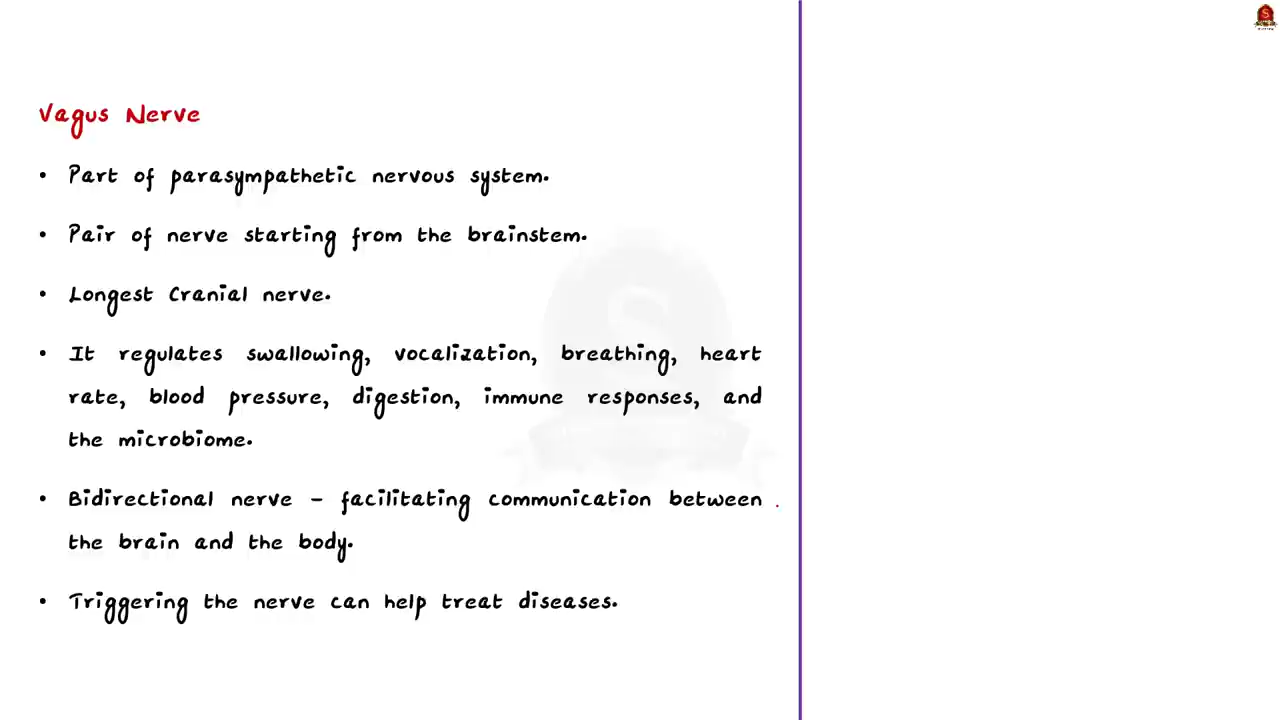 Vagus Nerve
• Part of parasympathetic nervous system.
• Pair of nerve starting from the brainstem.
• Longest Cranial nerve.
• It regulates swallowing, vocalization, breathing, heart
rate, blood pressure, digestion, immune responses, and
the microbiome.
• Bidirectional nerve – facilitating communication between
the brain and the body.
• Triggering the nerve can help treat diseases.